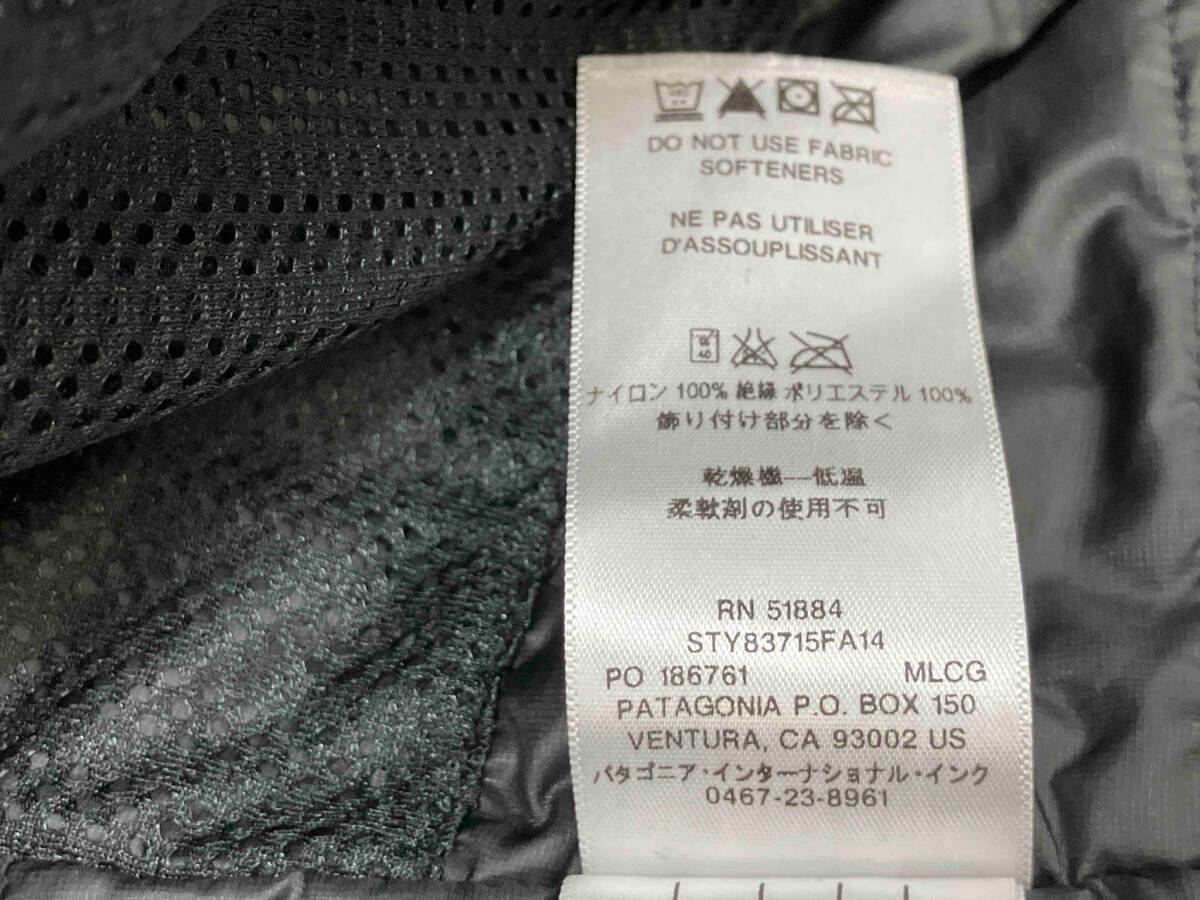 DO NOT USE FABRIC
SOFTENERS
NE PAS UTILISER
D'ASSOUPLISSANT
40
ナイロン 100% 絶縁 ポリエステル 100%
飾り付け部分を除く
乾燥機--低温
柔軟剤の使用不可
RN 51884
STY83715FA14
PO 186761 MLCG
PATAGONIA P.O. BOX 150
VENTURA, CA 93002 US
パタゴニア・インターナショナル・インク
0467-23-8961